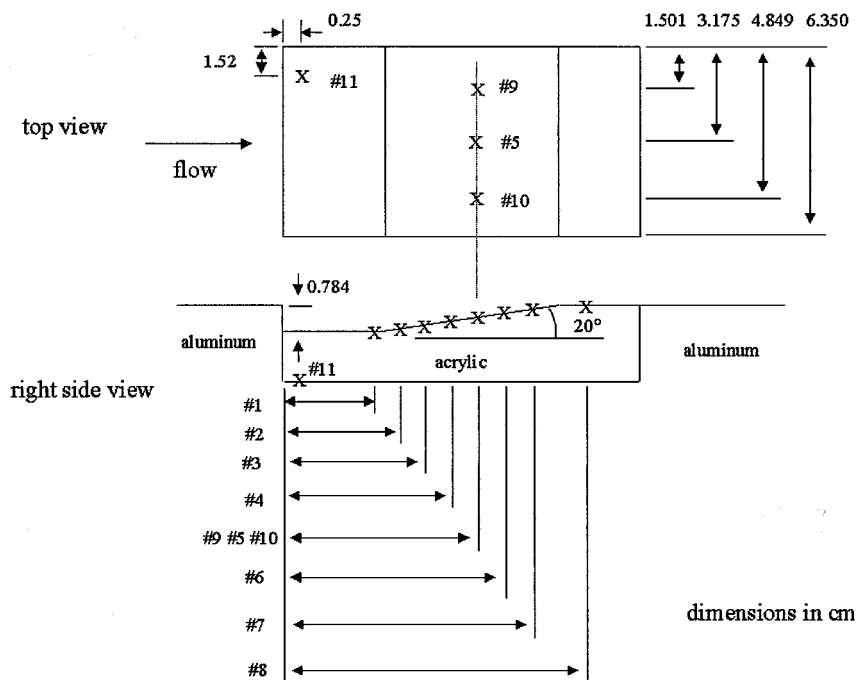 0.25
1.501 3.175 4.849 6.350
1.52
X #11
X #9
top view
X #5
flow
X #10
0.784
X X X X X X X X
20°
aluminum
acrylic
aluminum
#11
X
right side view
#1
#2
#3
#4
#9 #5 #10
#6
dimensions in cm
#7
#8